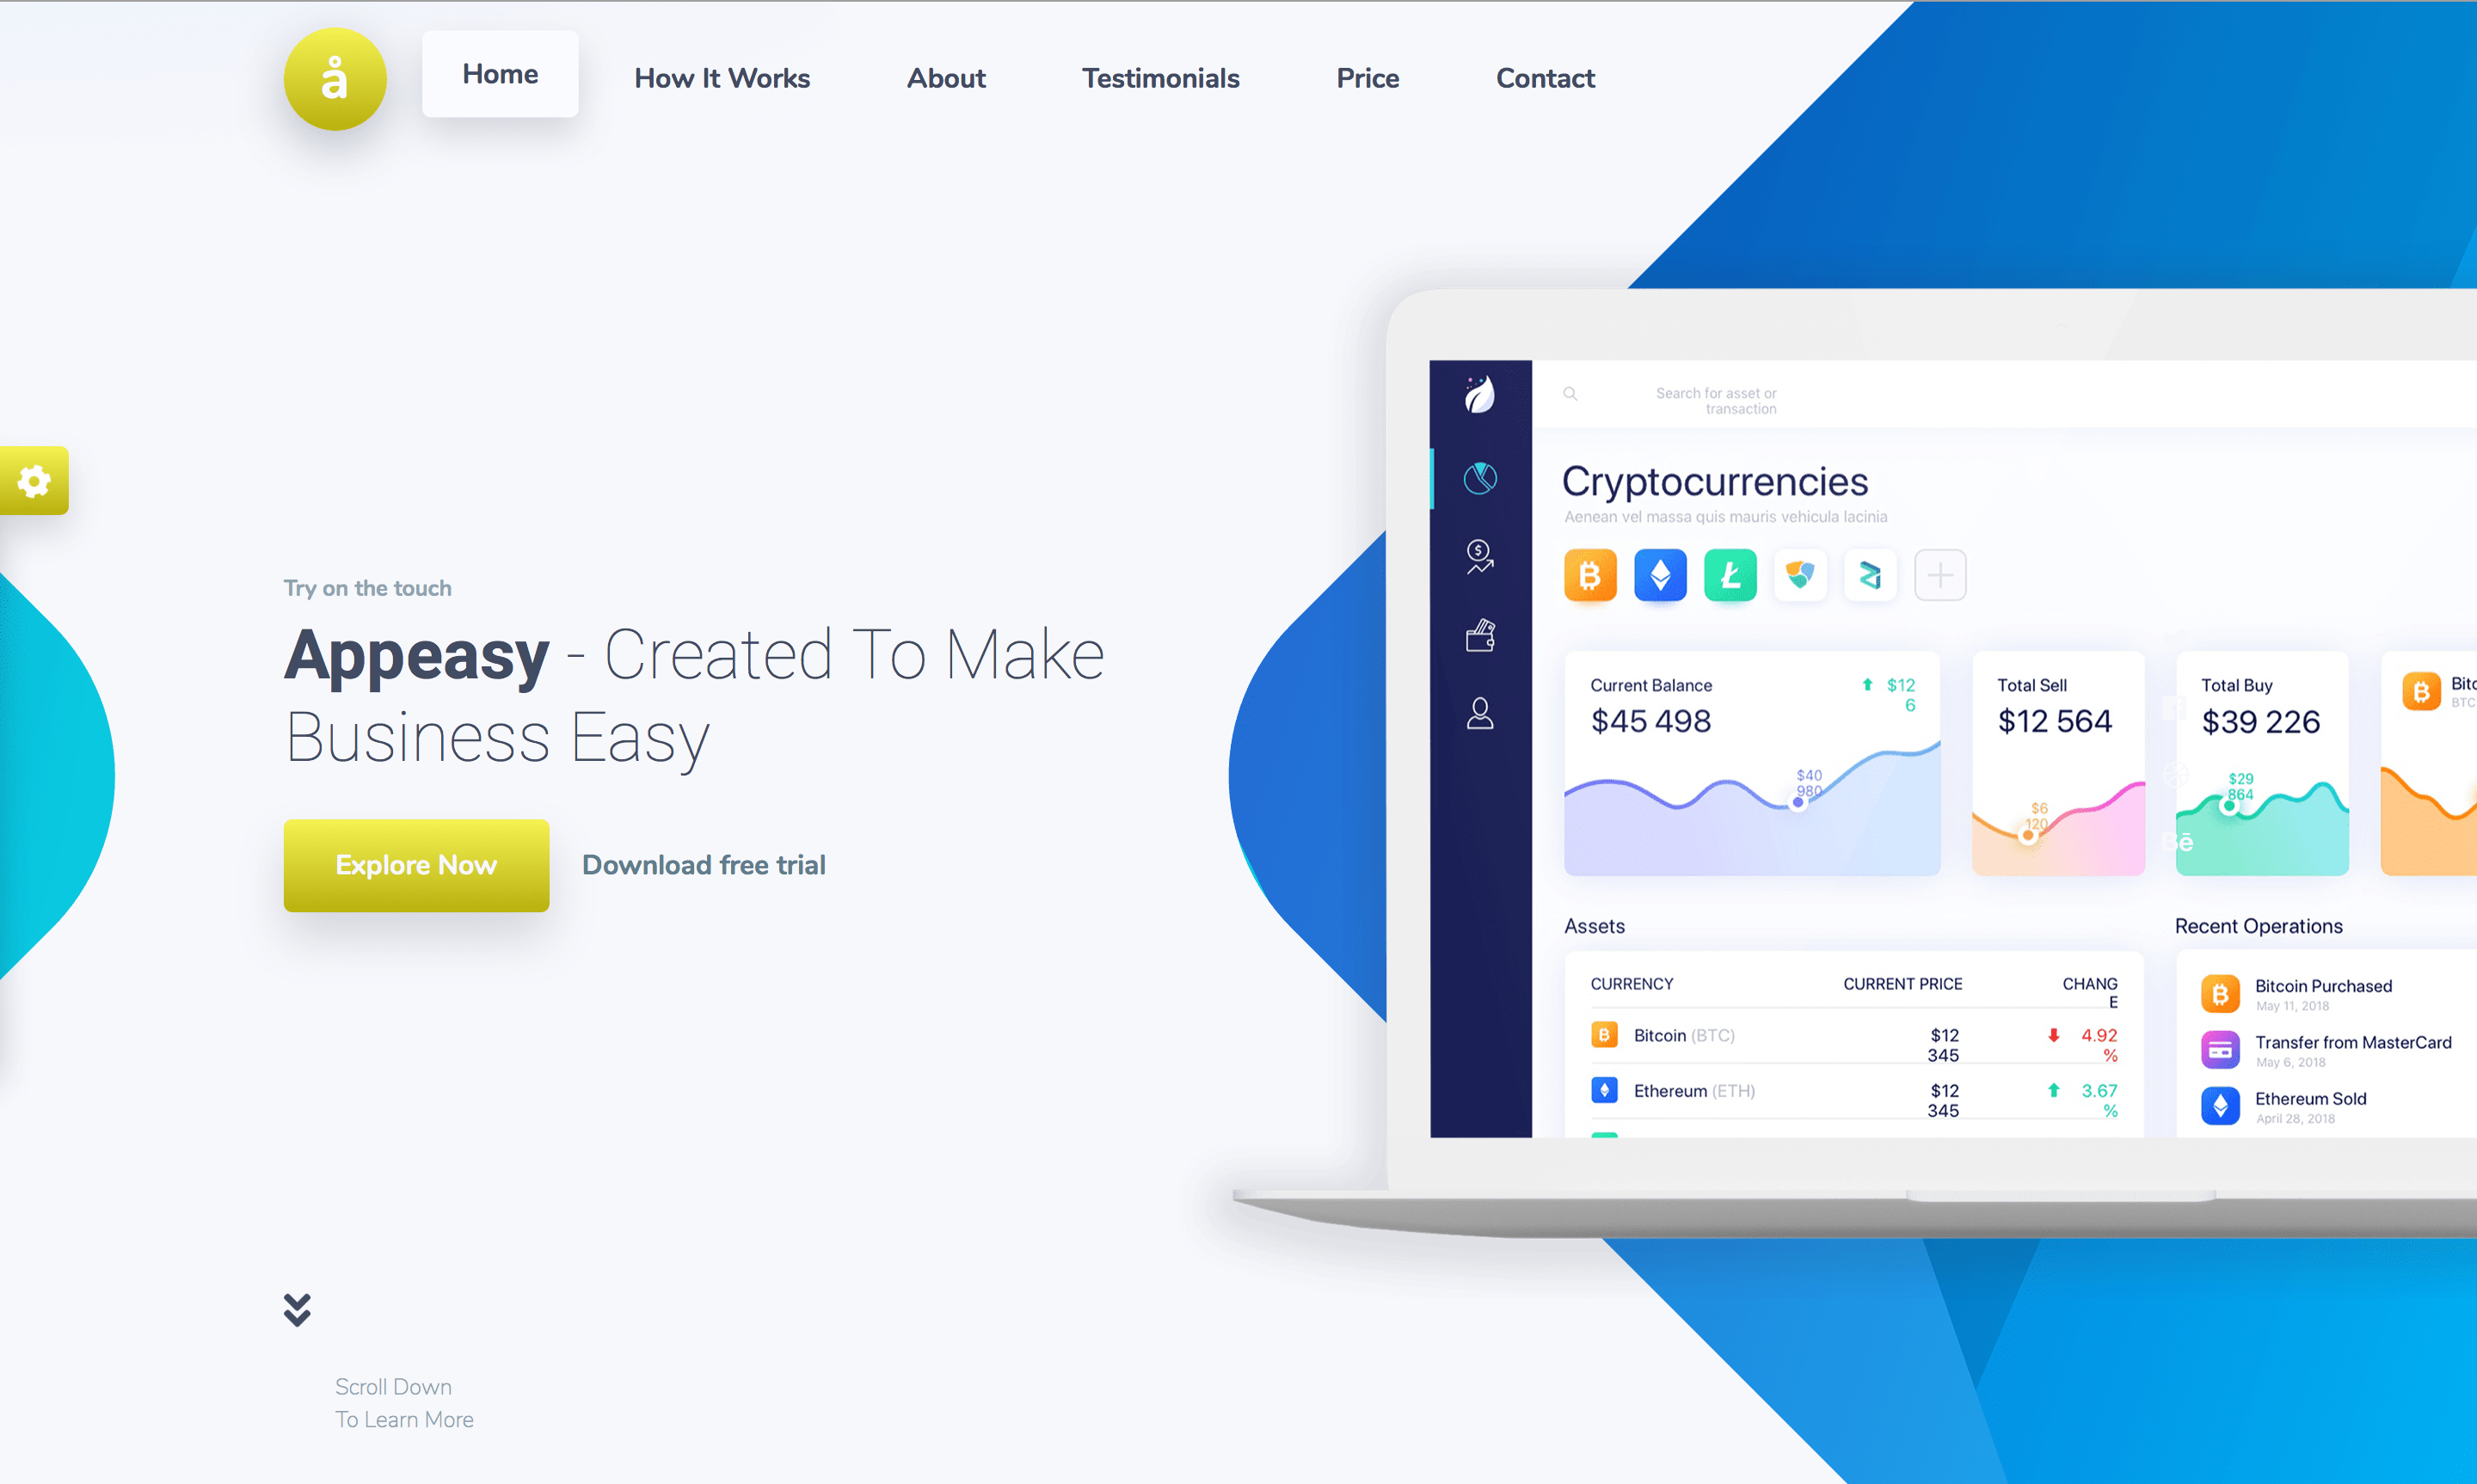 å
Home
How It Works
About
Testimonials
Price
Contact
Try on the touch
Appeasy - Created To Make
Business Easy
Explore Now
Download free trial
Scroll Down
To Learn More
Search for asset or
transaction
Cryptocurrencies
Aenean vel massa quis mauris vehicula lacinia
Current Balance
$12
6
$45 498
$40
980
Total Sell
$12 564
$6
120
Total Buy
$39 226
$29
864
Bē
Bitc
BTC
Assets
CURRENCY
CURRENT PRICE
CHANG
E
Bitcoin (BTC)
$12
345
4.92
%
Ethereum (ETH)
$12
345
3.67
%
Recent Operations
Bitcoin Purchased
May 11, 2018
Transfer from MasterCard
May 6, 2018
Ethereum Sold
April 28, 2018